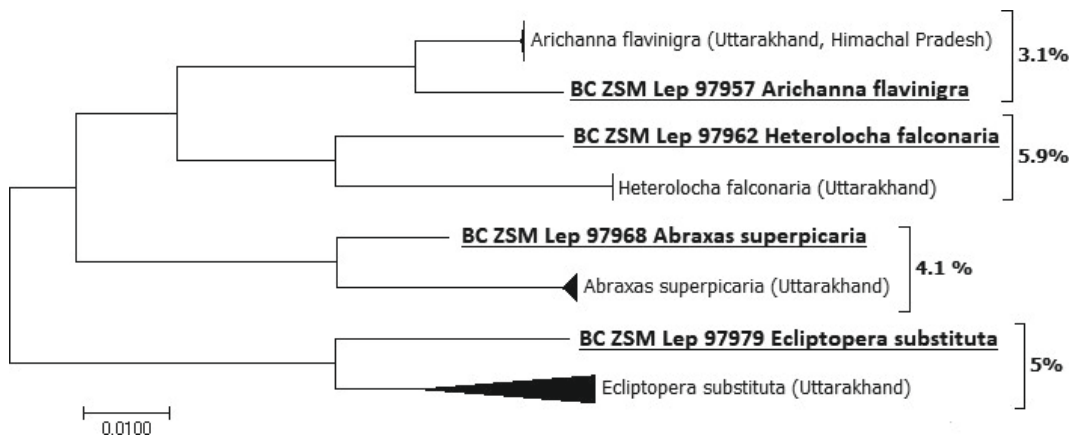 Arichanna flavinigra (Uttarakhand, Himachal Pradesh)
3.1%
BC ZSM Lep 97957 Arichanna flavinigra
BC ZSM Lep 97962 Heterolocha falconaria
5.9%
Heterolocha falconaria (Uttarakhand)
BC ZSM Lep 97968 Abraxas superpicaria
4.1 %
Abraxas superpicaria (Uttarakhand)
BC ZSM Lep 97979 Ecliptopera substituta
5%
Ecliptopera substituta (Uttarakhand)
0.0100